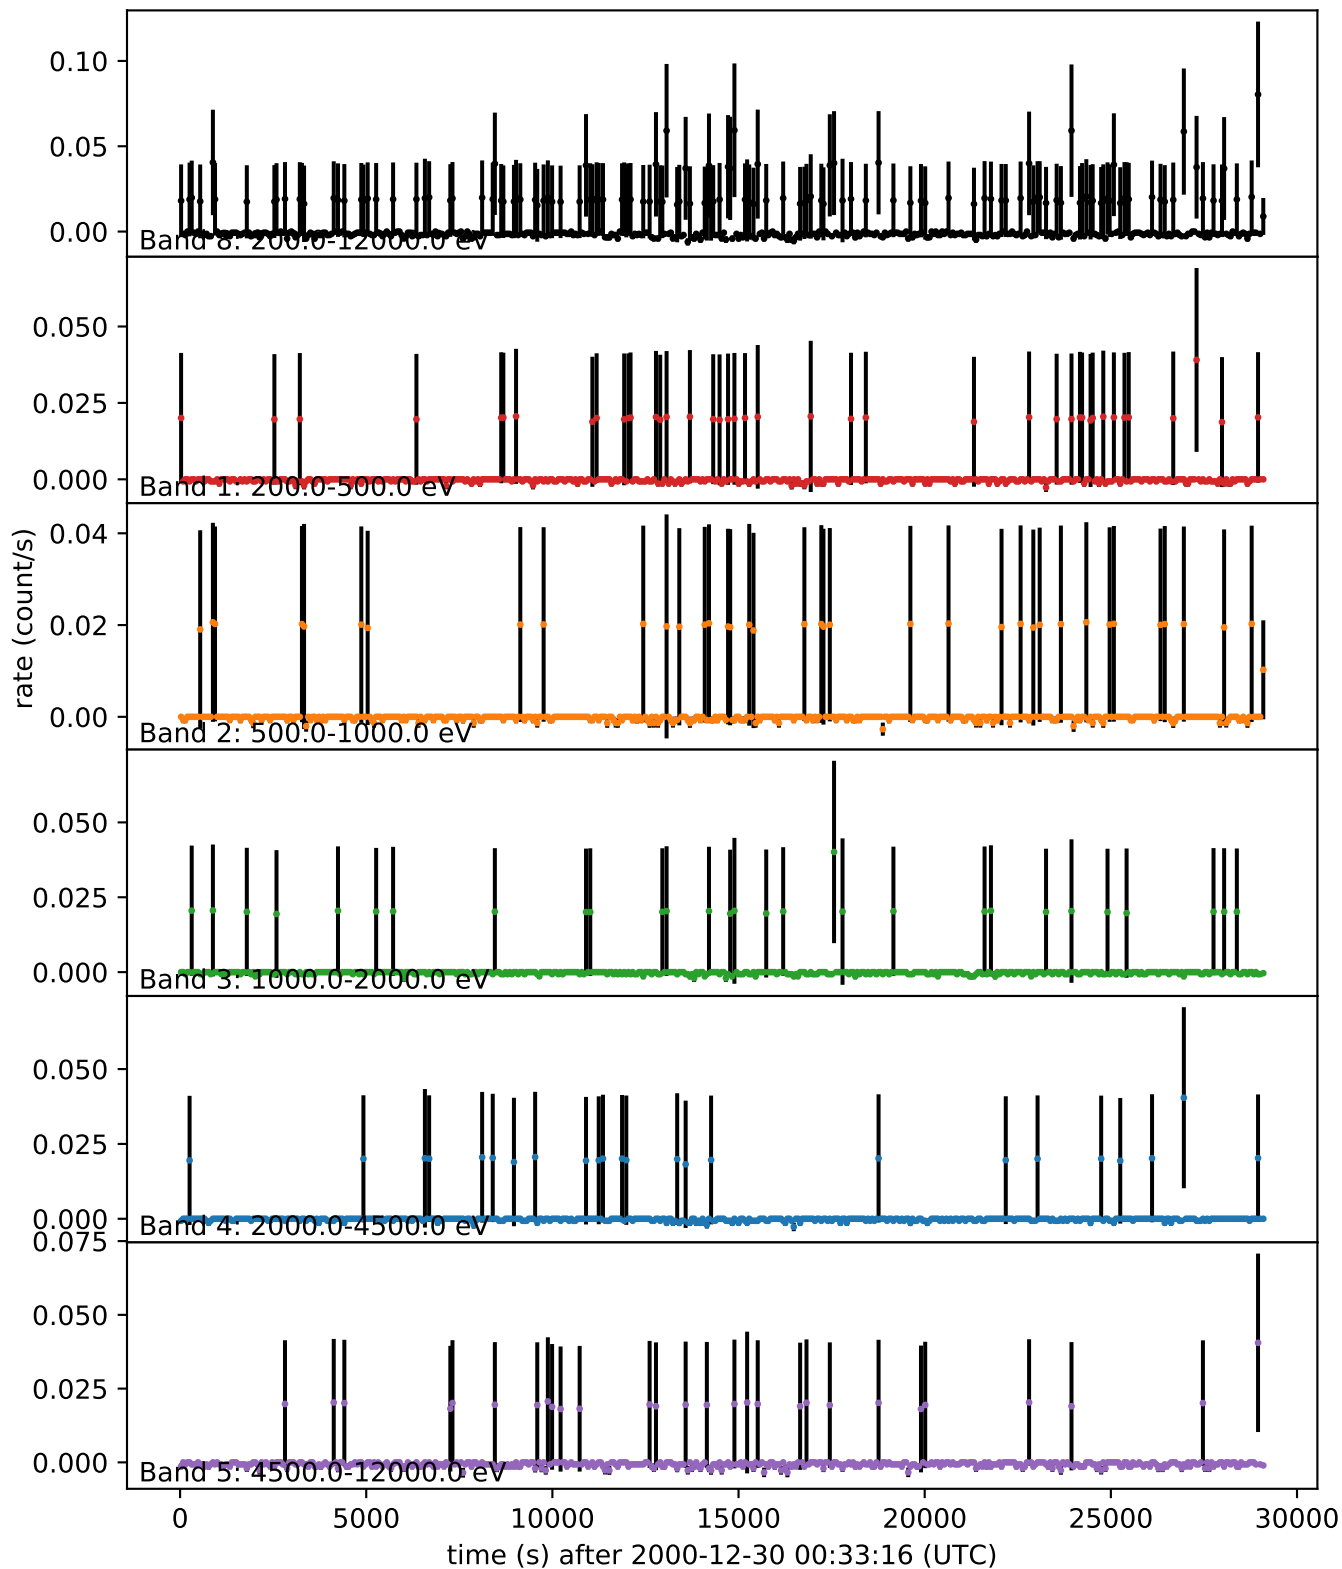 0.10
0.05
0.00
Band 8: 200.0-12000.0 eV
0.050
0.025
0.000
Band 1: 200.0-500.0 eV
rate (count/s)
0.04
0.02
0.00
Band 2: 500.0-1000.0 eV
0.050
0.025
0.000
Band 3: 1000.0-2000.0 eV
0.050
0.025
0.000
Band 4: 2000.0-4500.0 eV
0.075
0.050
0.025
0.000
Band 5: 4500.0-12000.0 eV
0 5000 10000 15000 20000 25000 30000
time (s) after 2000-12-30 00:33:16 (UTC)